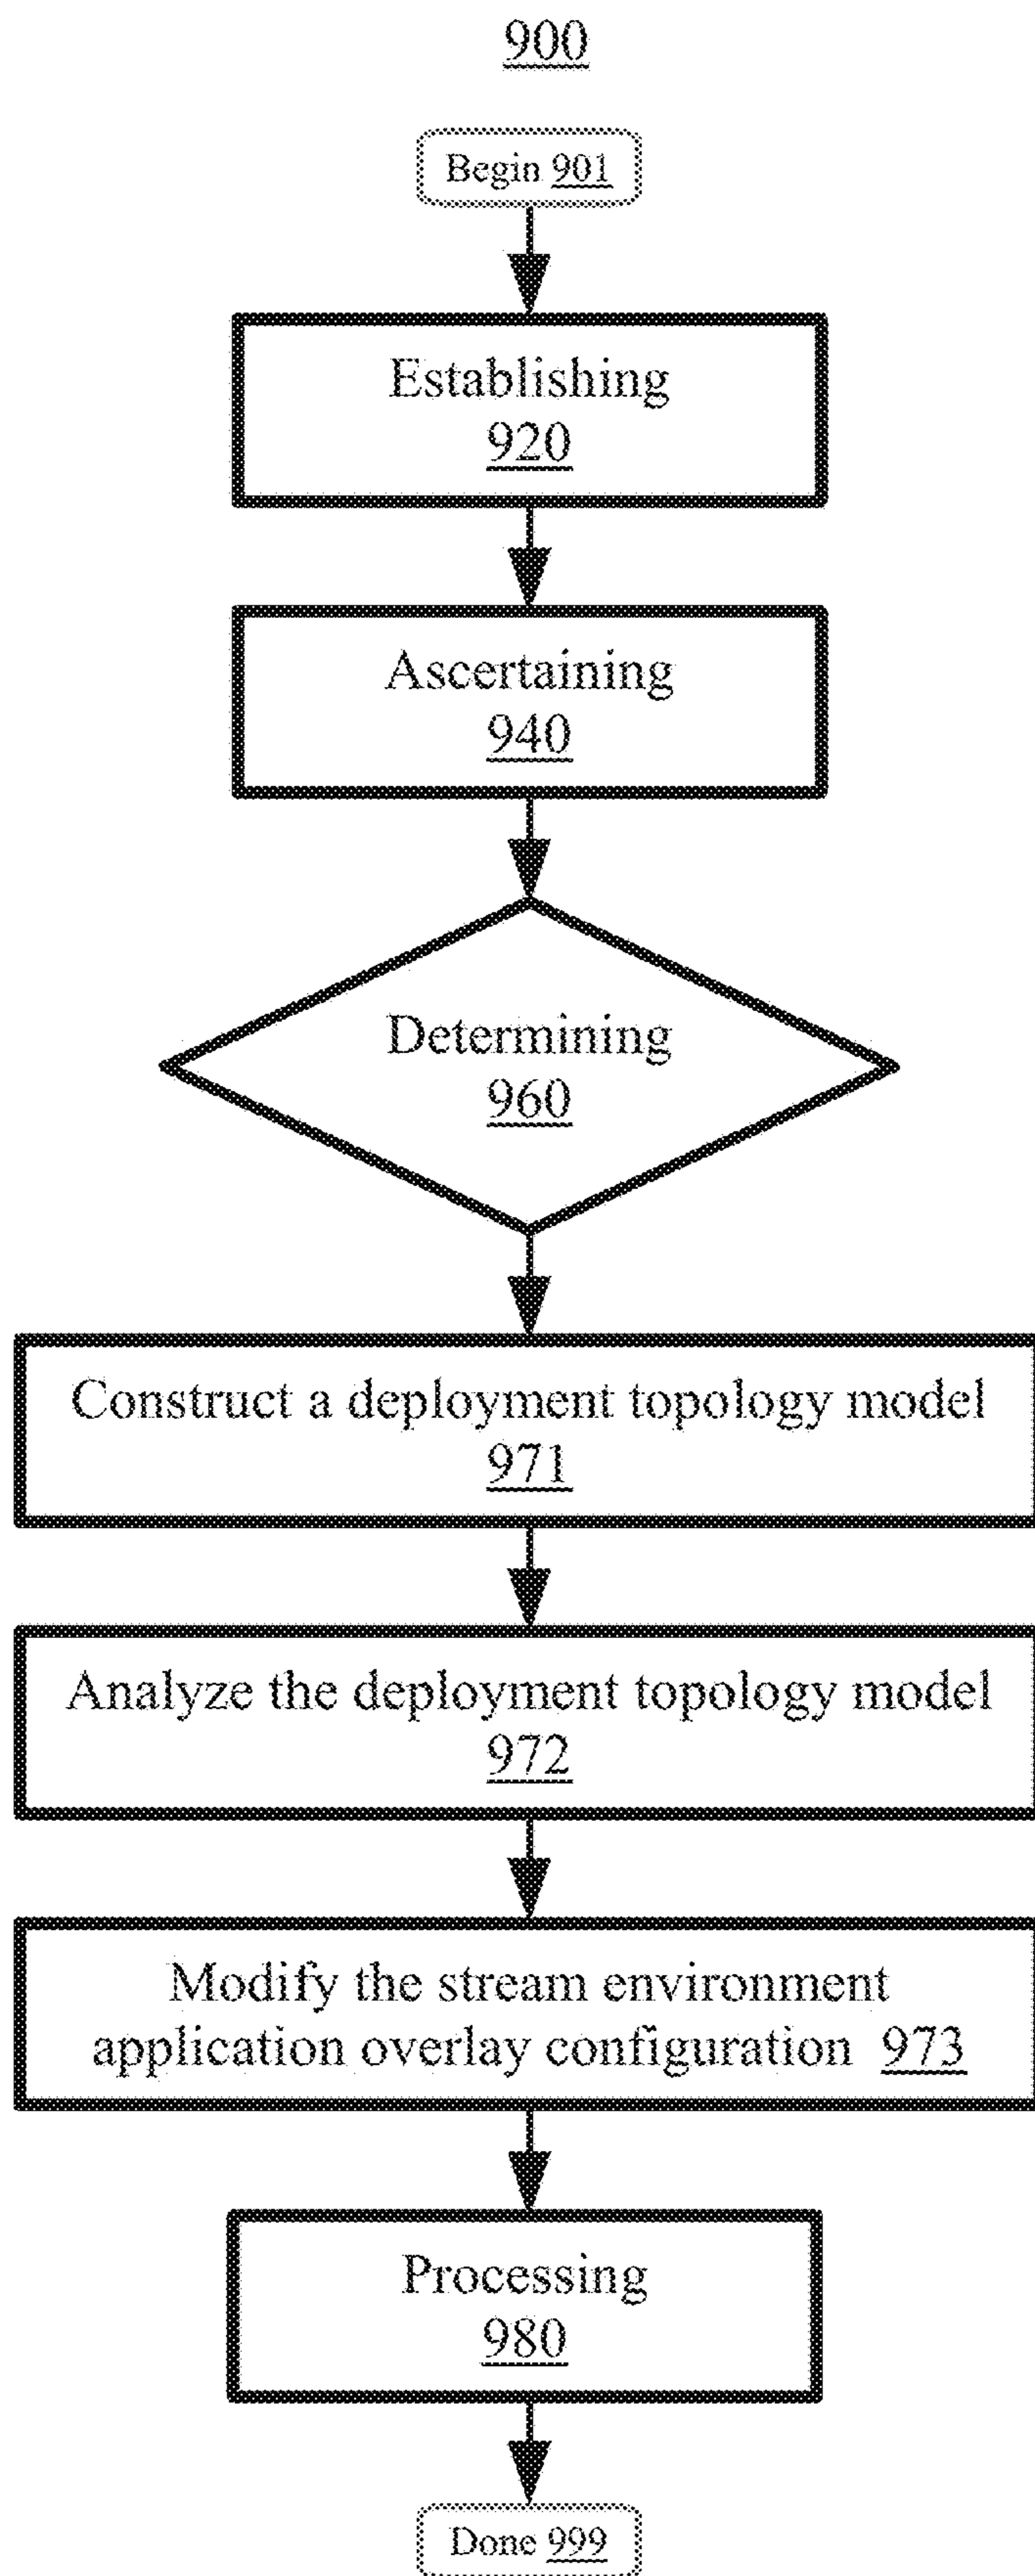 900
Begin 901
Establishing
920
Ascertaining
940
Determining
960
Construct a deployment topology model
971
Analyze the deployment topology model
972
Modify the stream environment
application overlay configuration 973
Processing
980
Done 999